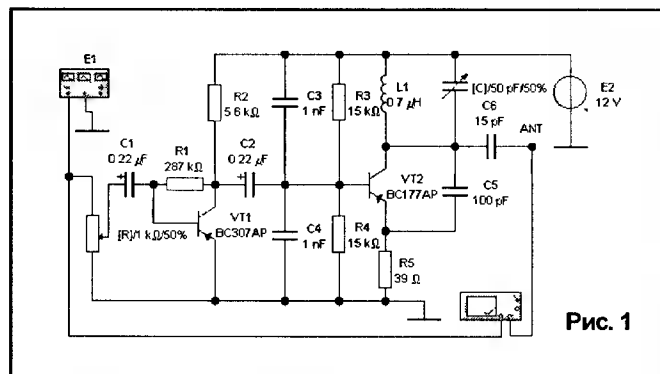 E1
R2
5.6 kΩ
C3
1 nF
R3
15 kΩ
L1
0.7 μH
[C]/50 pF/50%
C6
15 pF
ANT
E2
12 V
C1
0.22 μF
R1
287 kΩ
C2
0.22 μF
VT1
BC307AP
VT2
BC177AP
C5
100 pF
[R]/1 kΩ/50%
C4
1 nF
R4
15 kΩ
R5
39 Ω
Рис. 1